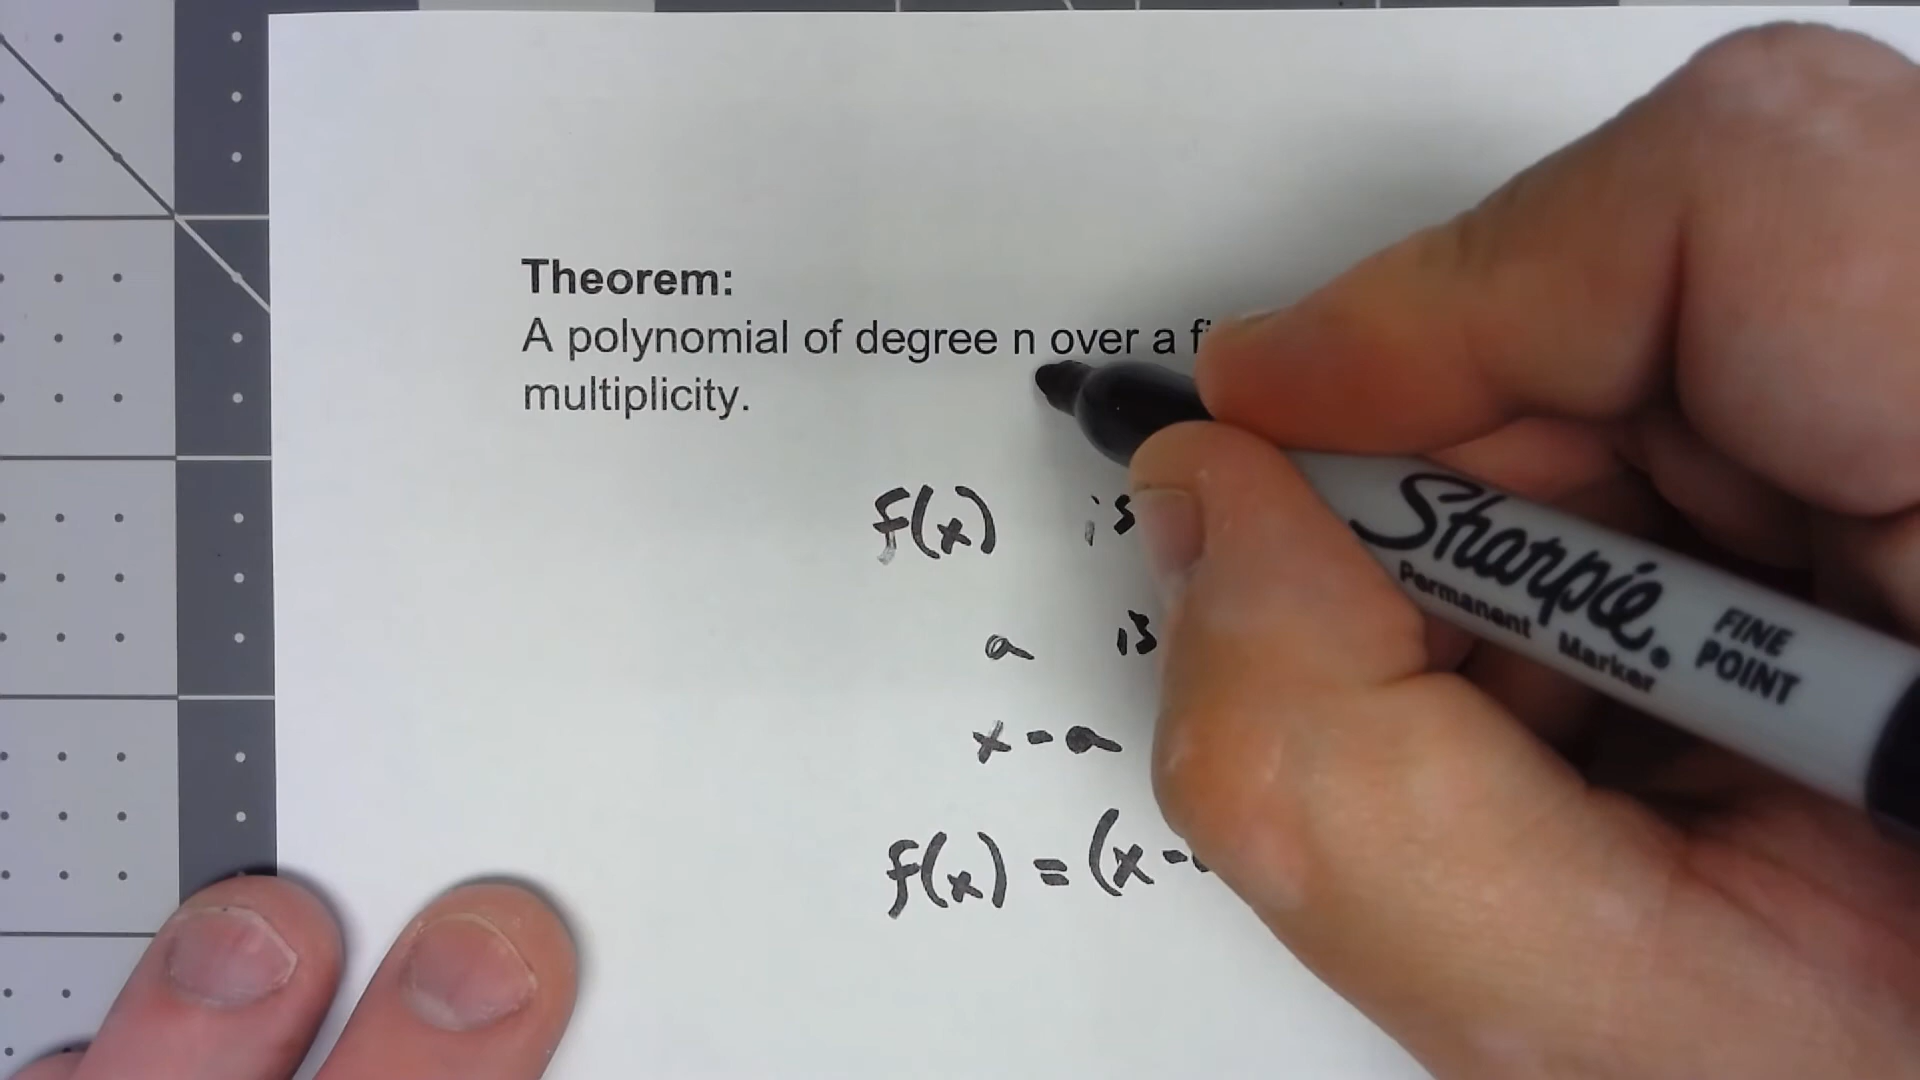 Theorem:
A polynomial of degree n over a
multiplicity.
f(x) is
a is
x - a
f(x) = (x -
Sharpie.
Permanent Marker
FINE
POINT